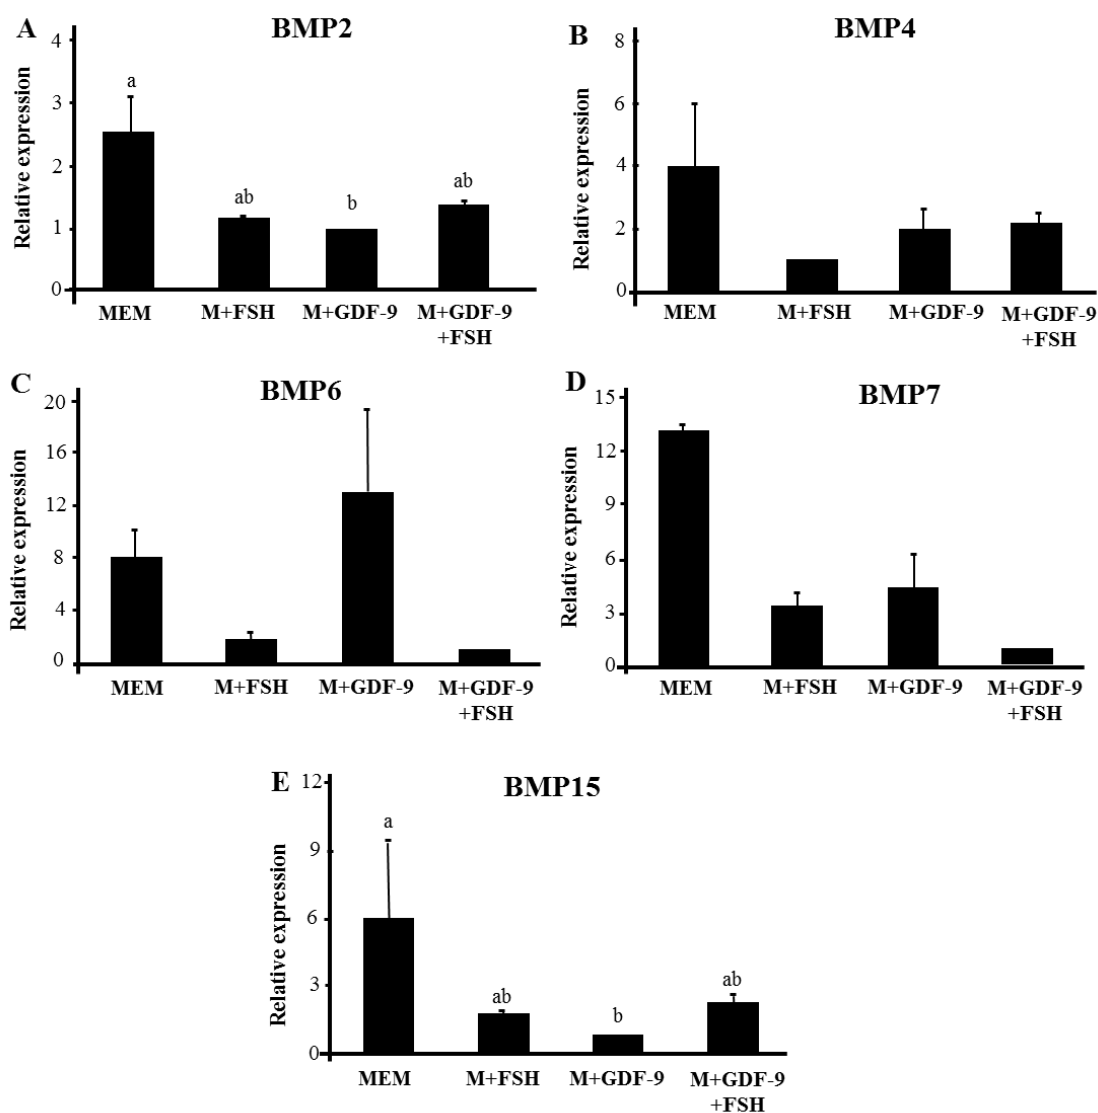 A
BMP2
4
3
2
1
0
Relative expression
a
ab
b
ab
MEM
M+FSH
M+GDF-9
M+GDF-9
+FSH
B
BMP4
8
6
4
2
0
Relative expression
MEM
M+FSH
M+GDF-9
M+GDF-9
+FSH
C
BMP6
20
16
12
8
4
0
Relative expression
MEM
M+FSH
M+GDF-9
M+GDF-9
+FSH
D
BMP7
15
12
9
6
3
0
Relative expression
MEM
M+FSH
M+GDF-9
M+GDF-9
+FSH
E
BMP15
12
9
6
3
0
Relative expression
a
ab
b
ab
MEM
M+FSH
M+GDF-9
M+GDF-9
+FSH